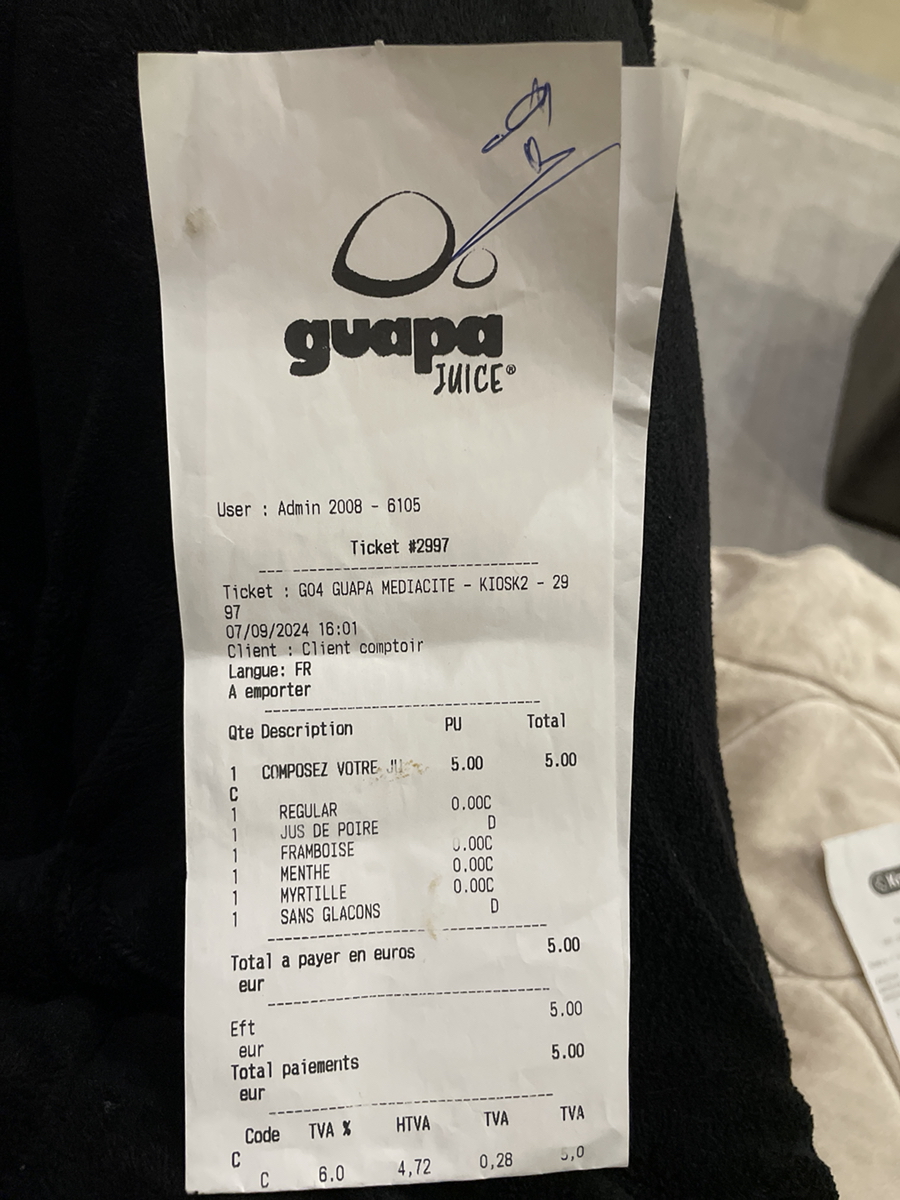 guapa
JUICE®
User : Admin 2008 - 6105
Ticket #2997
Ticket : G04 GUAPA MEDIACITE - KIOSK2 - 29
97
07/09/2024 16:01
Client : Client comptoir
Langue: FR
A emporter
Qte Description PU Total
1 COMPOSEZ VOTRE 5.00 5.00
C
1 REGULAR 0.00C
1 JUS DE POIRE D
1 FRAMBOISE 0.00C
1 MENTHE 0.00C
1 MYRTILLE 0.00C
1 SANS GLACONS D
Total a payer en euros 5.00
eur
Eft 5.00
eur
Total paiements 5.00
eur
Code TVA % HTVA TVA TVA
C
C 6.0 4,72 0,28